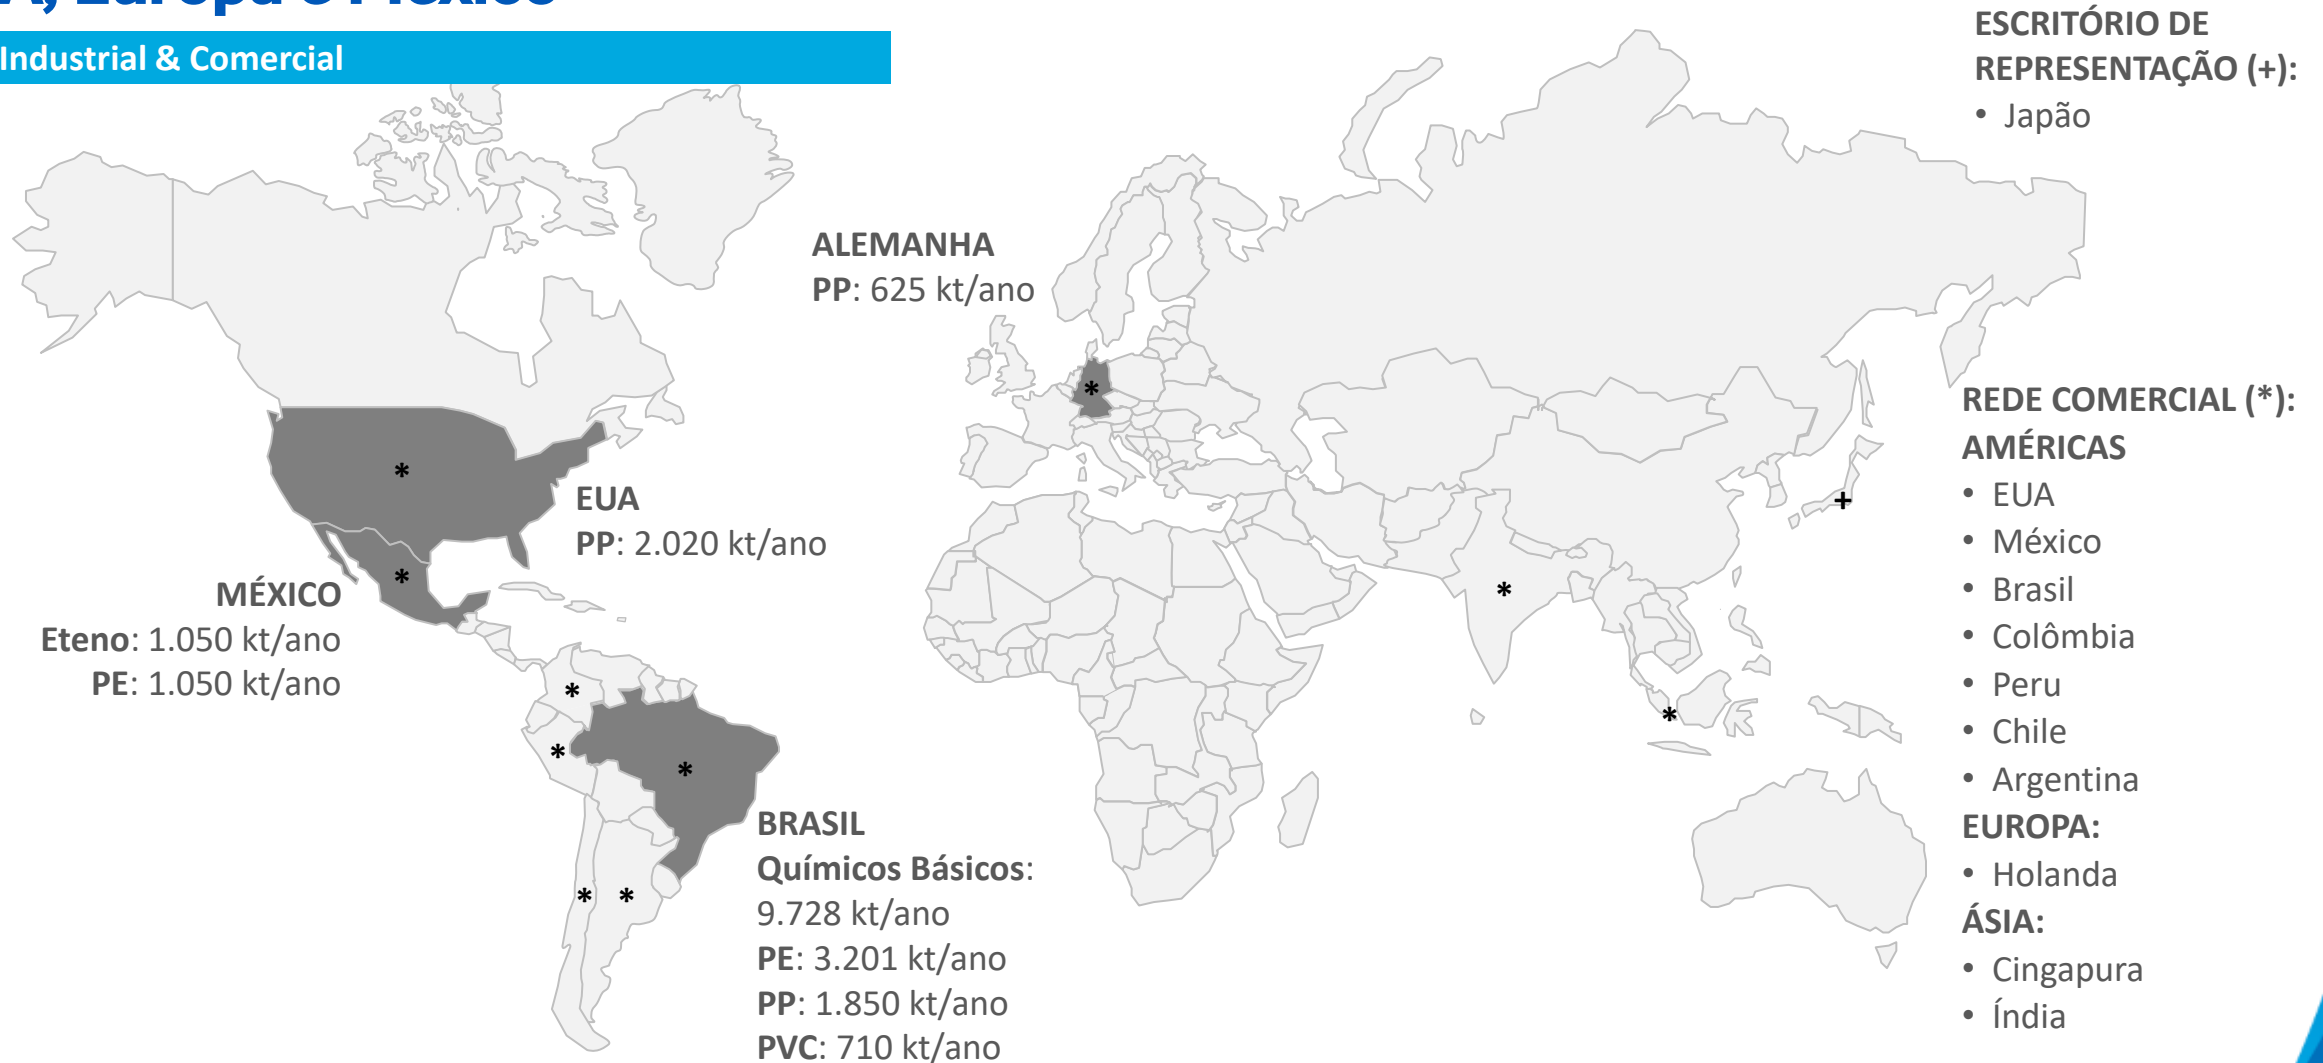 Industrial & Comercial
ESCRITÓRIO DE
REPRESENTAÇÃO (+):
• Japão
ALEMANHA
PP: 625 kt/ano
EUA
PP: 2.020 kt/ano
MÉXICO
Eteno: 1.050 kt/ano
PE: 1.050 kt/ano
BRASIL
Químicos Básicos:
9.728 kt/ano
PE: 3.201 kt/ano
PP: 1.850 kt/ano
PVC: 710 kt/ano
REDE COMERCIAL (*):
AMÉRICAS
• EUA
• México
• Brasil
• Colômbia
• Peru
• Chile
• Argentina
EUROPA:
• Holanda
ÁSIA:
• Cingapura
• Índia